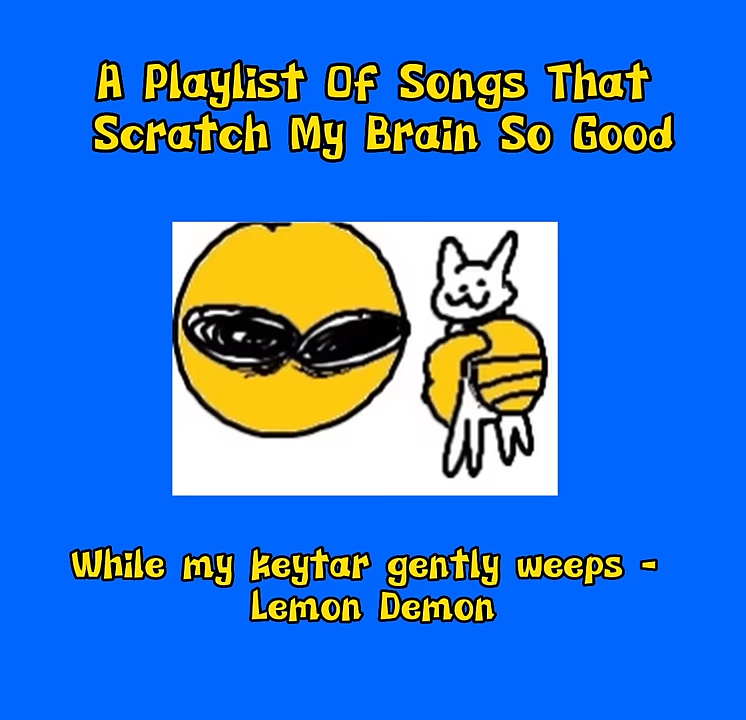 A Playlist Of Songs That
Scratch My Brain So Good
While my keytar gently weeps -
Lemon Demon